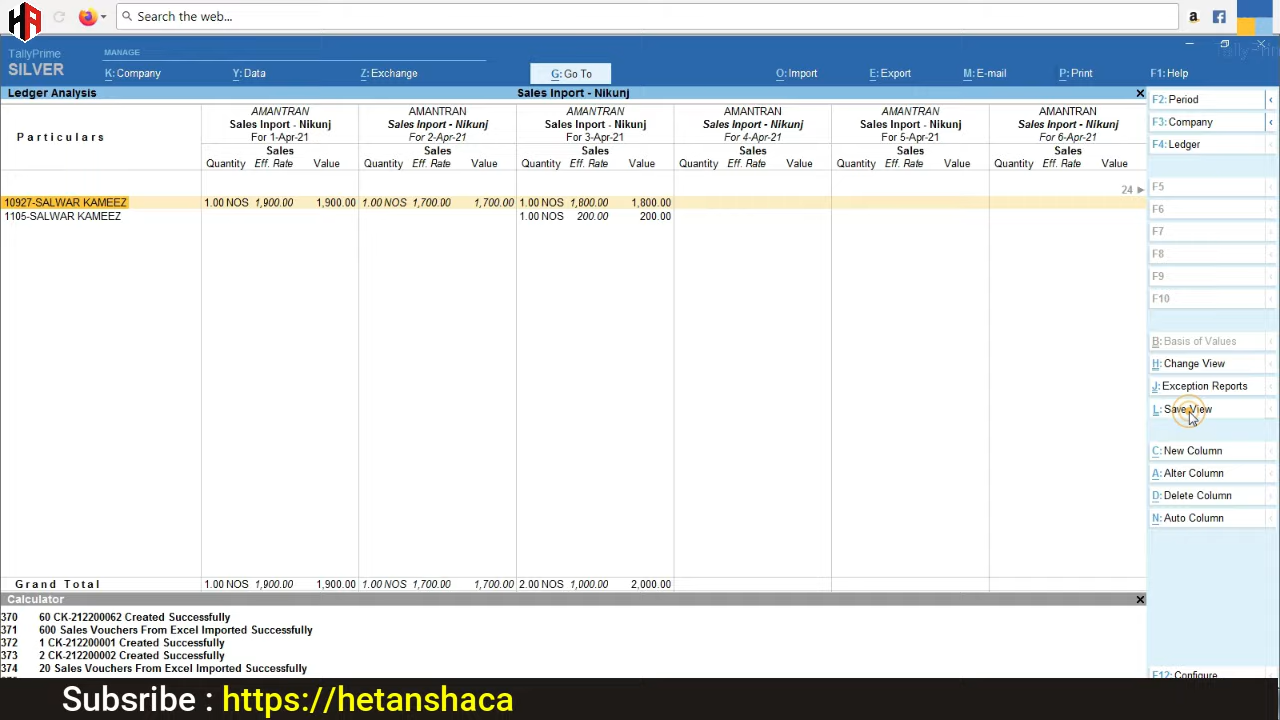 HA
Search the web...
TallyPrime
SILVER
MANAGE
K: Company
Y: Data
Z: Exchange
G: Go To
O: Import
E: Export
M: E-mail
P: Print
F1: Help
Ledger Analysis
Sales Inport - Nikunj
Particulars
AMANTRAN AMANTRAN AMANTRAN AMANTRAN AMANTRAN AMANTRAN
Sales Inport - Nikunj Sales Inport - Nikunj Sales Inport - Nikunj Sales Inport - Nikunj Sales Inport - Nikunj Sales Inport - Nikunj
For 1-Apr-21 For 2-Apr-21 For 3-Apr-21 For 4-Apr-21 For 5-Apr-21 For 6-Apr-21
Sales Sales Sales Sales Sales Sales
Quantity Eff. Rate Value Quantity Eff. Rate Value Quantity Eff. Rate Value Quantity Eff. Rate Value Quantity Eff. Rate Value Quantity Eff. Rate Value
24 ►
10927-SALWAR KAMEEZ 1.00 NOS 1,900.00 1,900.00 1.00 NOS 1,700.00 1,700.00 1.00 NOS 1,800.00 1,800.00
1105-SALWAR KAMEEZ 1.00 NOS 200.00 200.00
Grand Total 1.00 NOS 1,900.00 1,900.00 1.00 NOS 1,700.00 1,700.00 2.00 NOS 1,000.00 2,000.00
F2: Period
F3: Company
F4: Ledger
F5
F6
F7
F8
F9
F10
B: Basis of Values
H: Change View
J: Exception Reports
L: Save View
C: New Column
A: Alter Column
D: Delete Column
N: Auto Column
F12: Configure
Calculator
370 60 CK-212200062 Created Successfully
371 600 Sales Vouchers From Excel Imported Successfully
372 1 CK-212200001 Created Successfully
373 2 CK-212200002 Created Successfully
374 20 Sales Vouchers From Excel Imported Successfully
Subsribe : https://hetanshaca